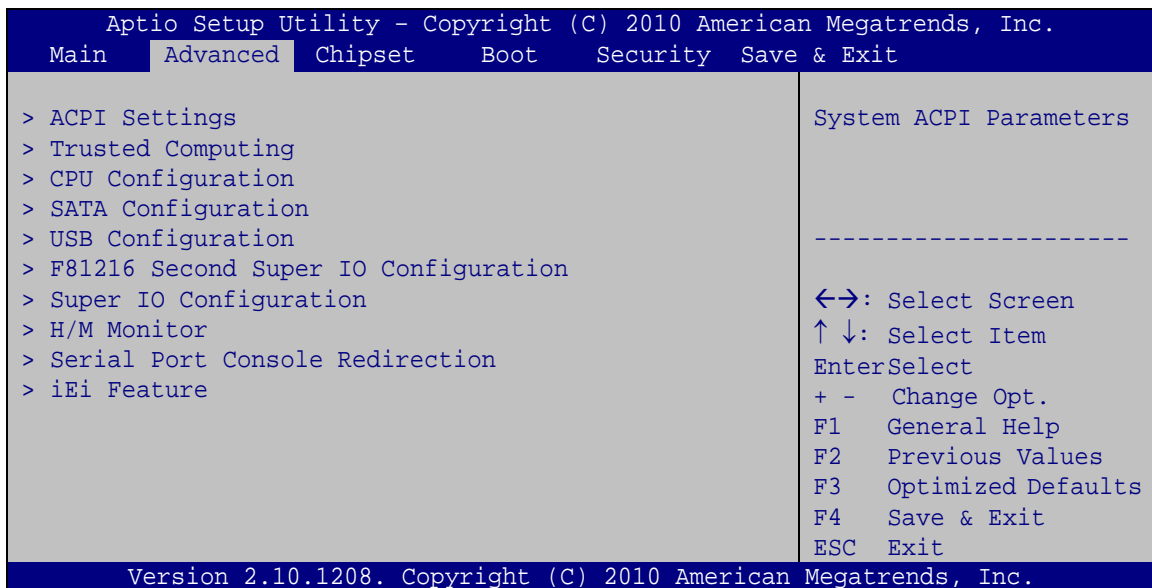 Aptio Setup Utility – Copyright (C) 2010 American Megatrends, Inc.
Main Advanced Chipset Boot Security Save & Exit
> ACPI Settings
> Trusted Computing
> CPU Configuration
> SATA Configuration
> USB Configuration
> F81216 Second Super IO Configuration
> Super IO Configuration
> H/M Monitor
> Serial Port Console Redirection
> iEi Feature
System ACPI Parameters
----------------------
←→: Select Screen
↑ ↓: Select Item
EnterSelect
+ - Change Opt.
F1 General Help
F2 Previous Values
F3 Optimized Defaults
F4 Save & Exit
ESC Exit
Version 2.10.1208. Copyright (C) 2010 American Megatrends, Inc.